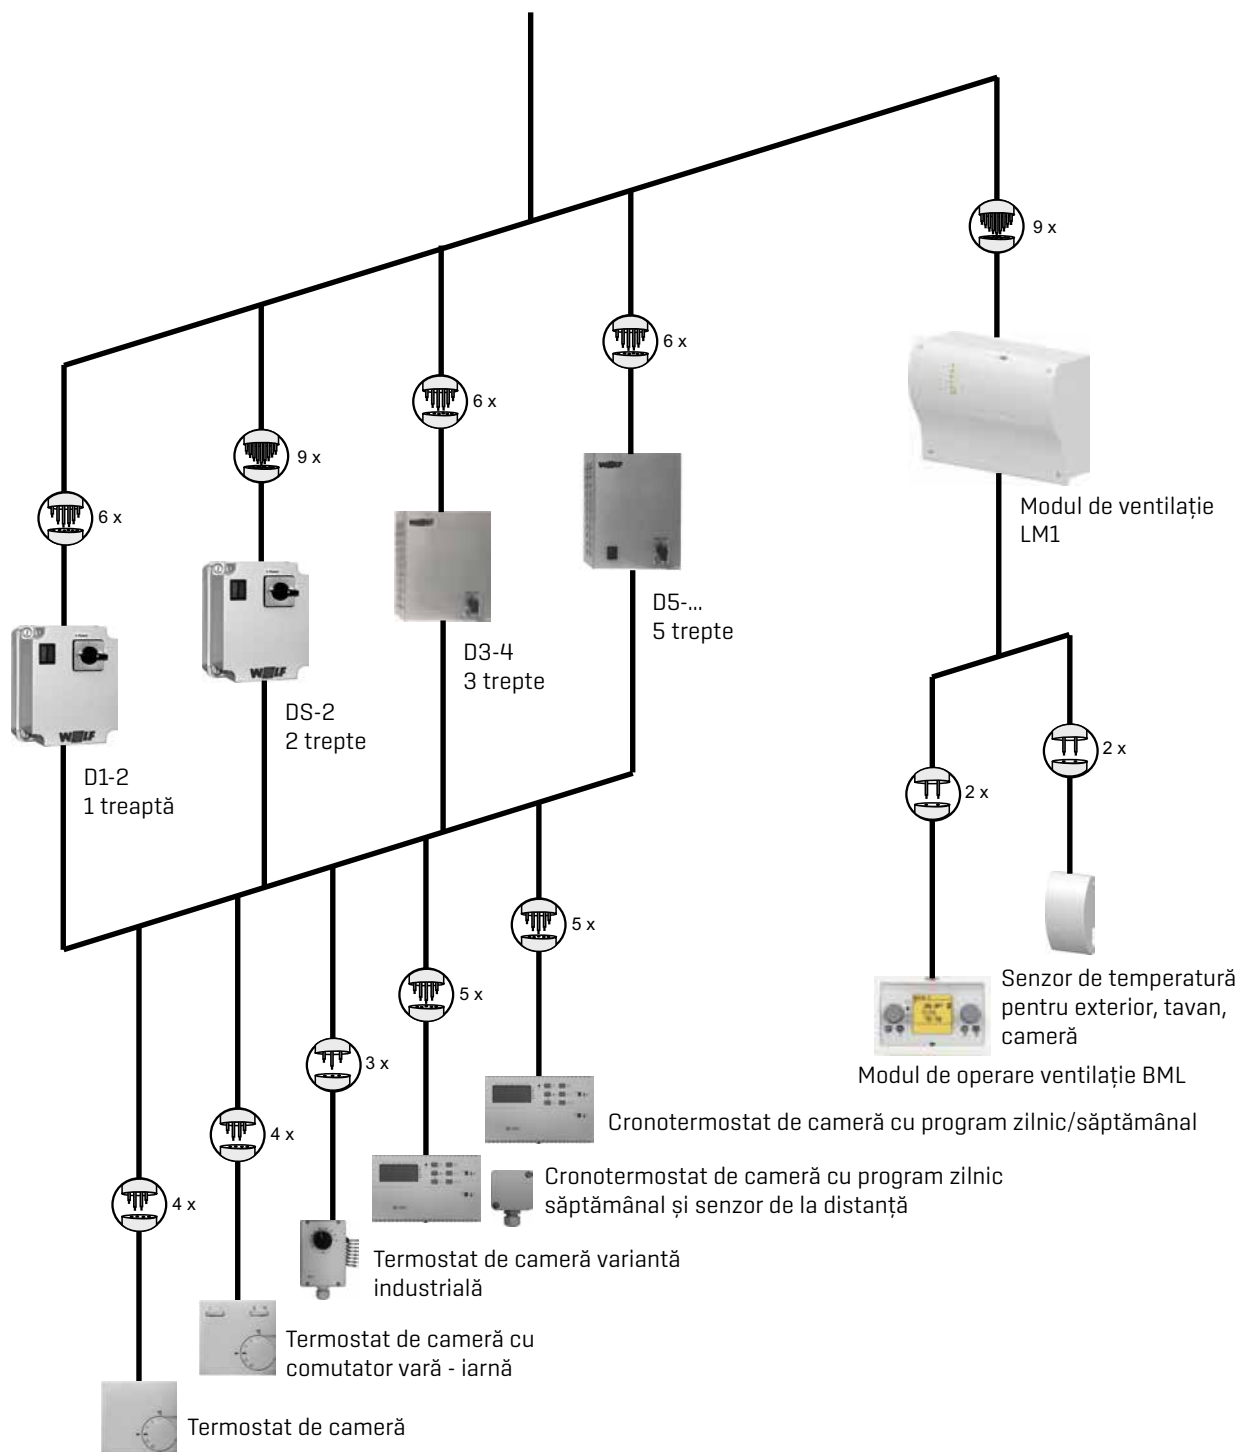 9 x
6 x
6 x
9 x
6 x
WOLF
WOLF
Modul de ventilație
LM1
D5-...
5 trepte
D3-4
3 trepte
WOLF
DS-2
2 trepte
WOLF
D1-2
1 treaptă
2 x
2 x
5 x
5 x
3 x
4 x
4 x
Senzor de temperatură
pentru exterior, tavan,
cameră
Modul de operare ventilație BML
Cronotermostat de cameră cu program zilnic/săptămânal
Cronotermostat de cameră cu program zilnic
săptămânal și senzor de la distanță
Termostat de cameră variantă
industrială
Termostat de cameră cu
comutator vară - iarnă
Termostat de cameră